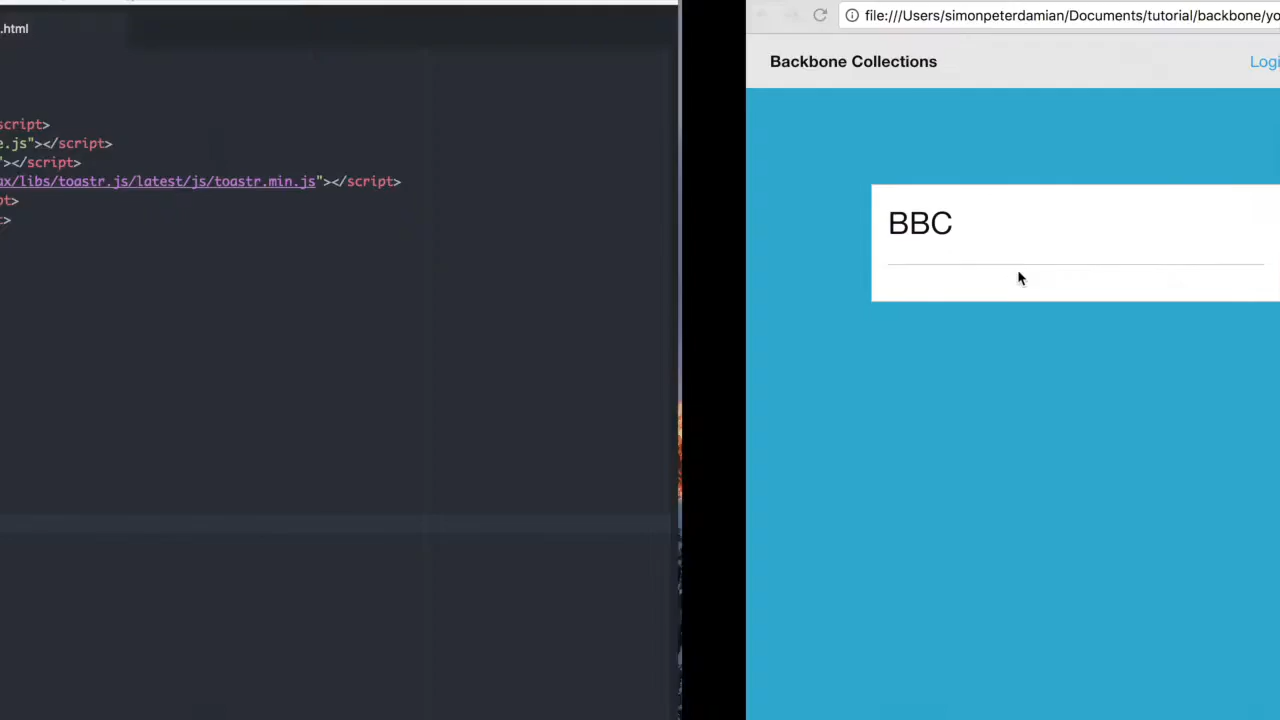 .html
script>
e.js"></script>
"></script>
ax/libs/toastr.js/latest/js/toastr.min.js"></script>
pt>
t>
file:///Users/simonpeterdamian/Documents/tutorial/backbone/yo
Backbone Collections
Logi
BBC